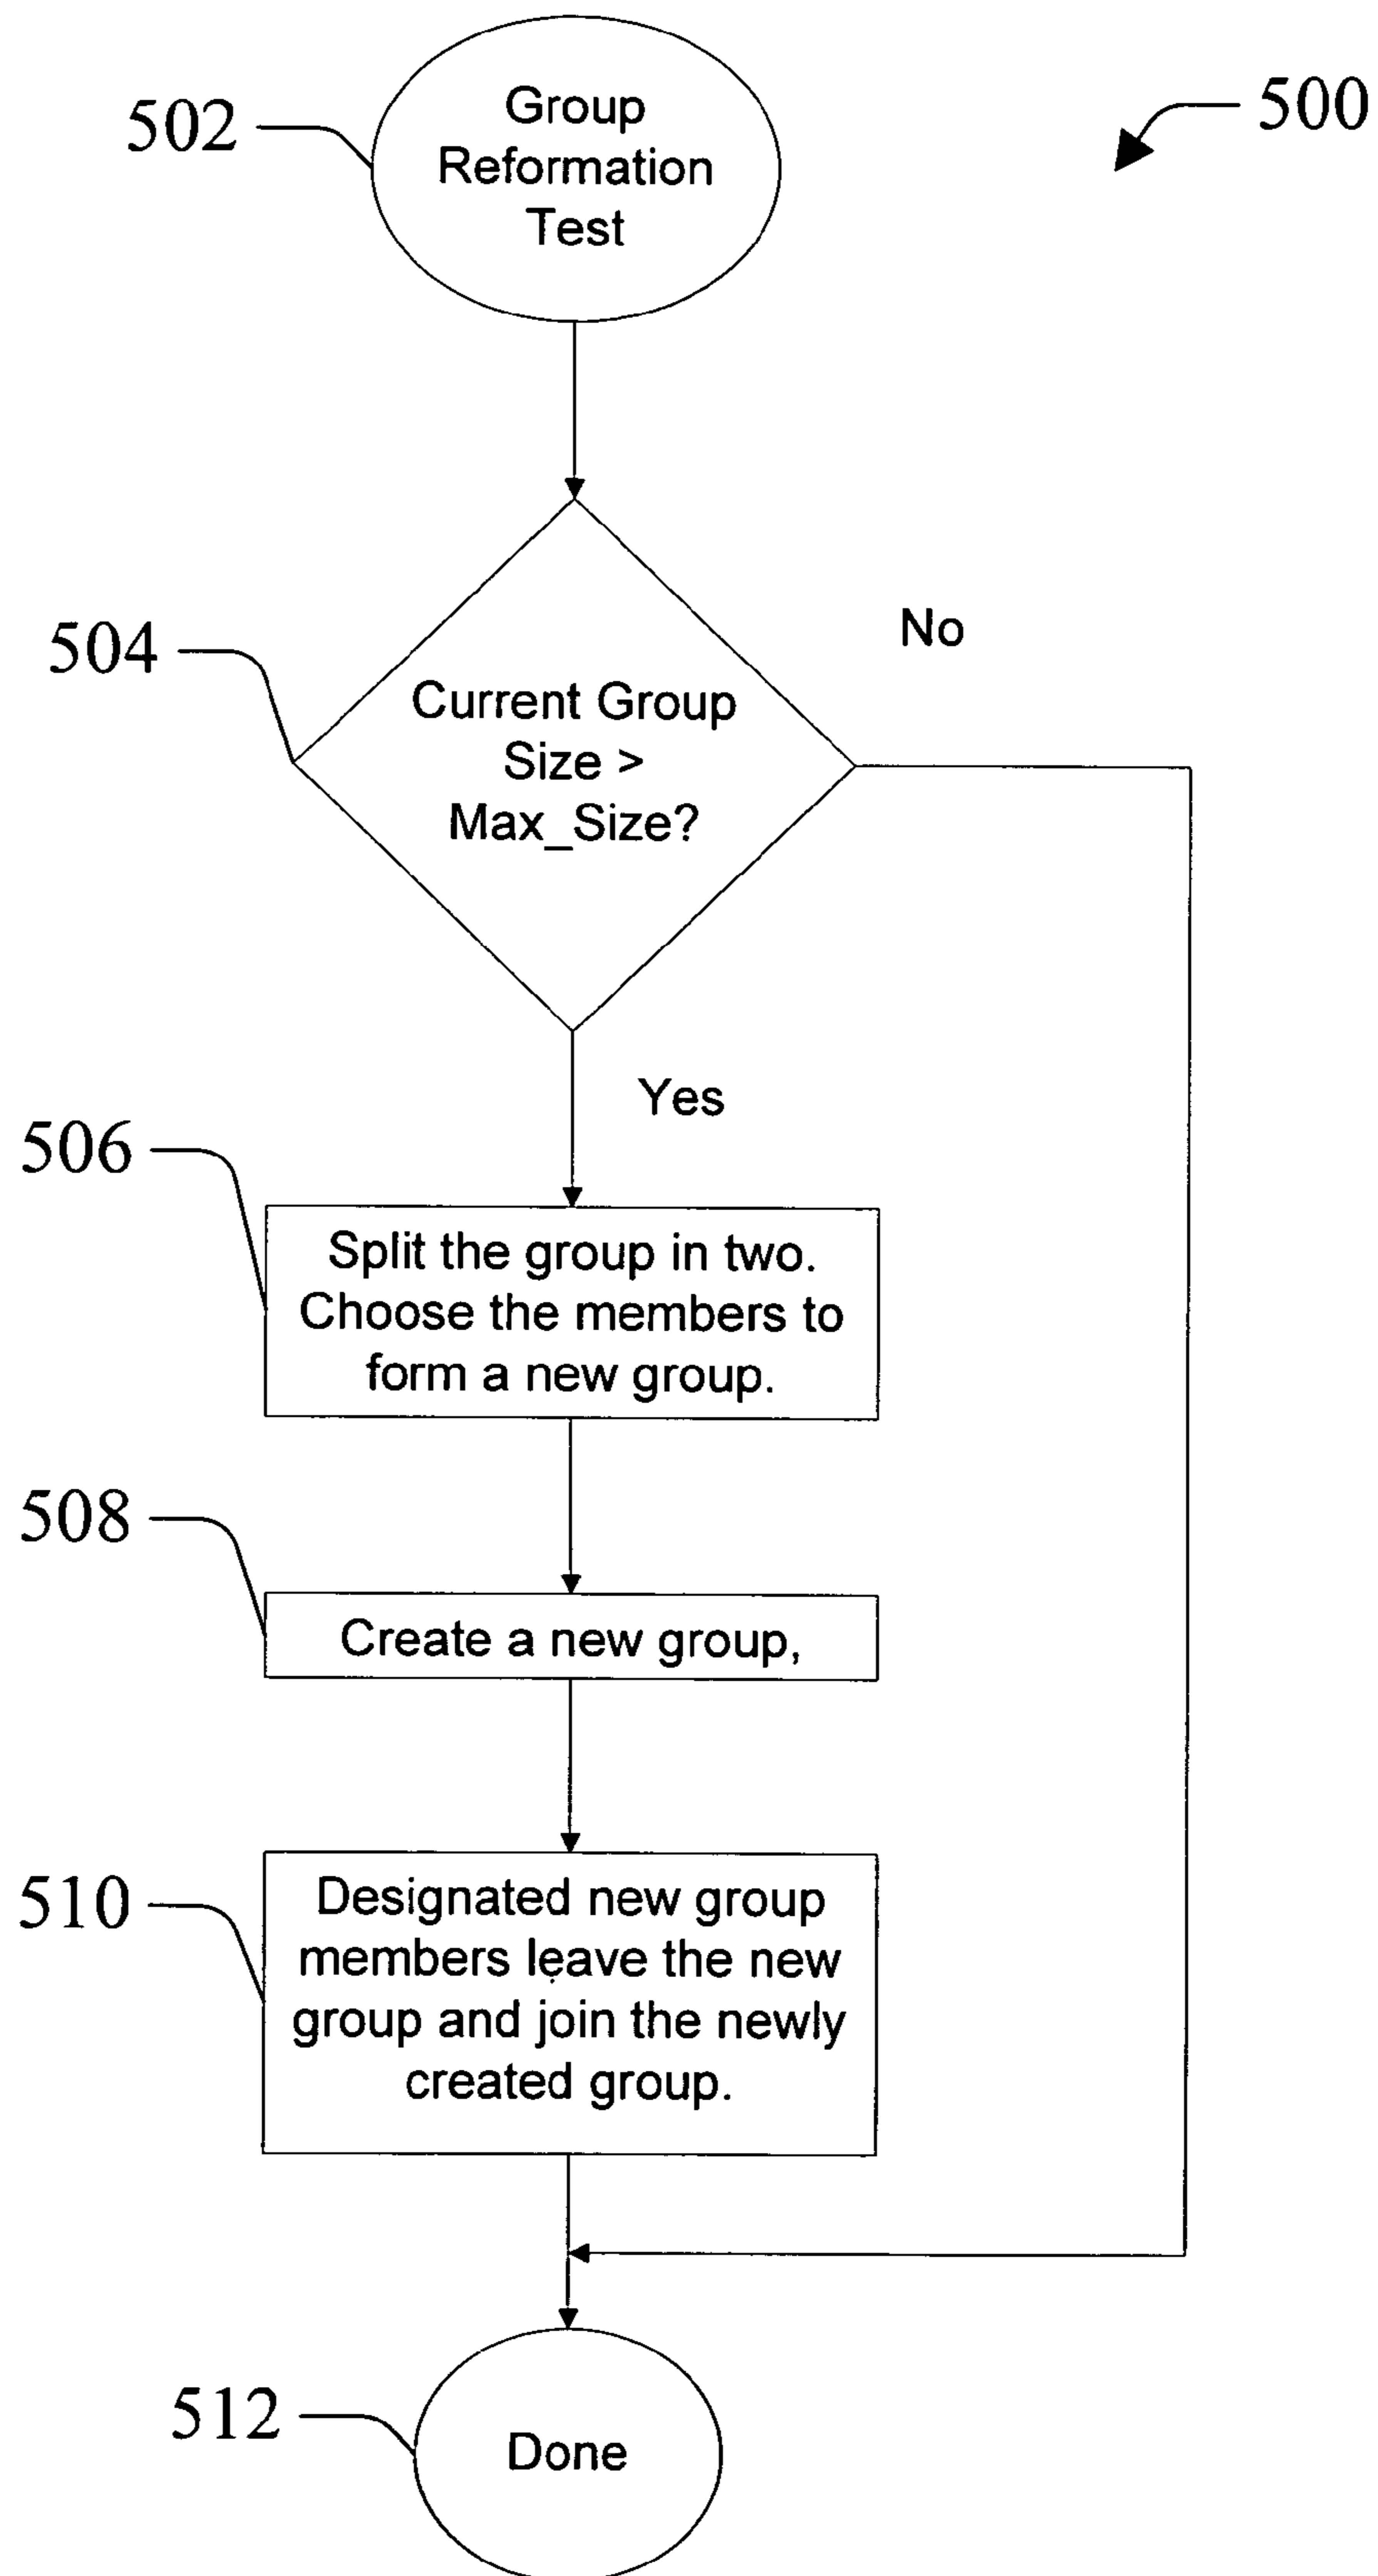 502
Group
Reformation
Test
500
504
Current Group
Size >
Max_Size?
No
Yes
506
Split the group in two.
Choose the members to
form a new group.
508
Create a new group,
510
Designated new group
members leave the new
group and join the newly
created group.
512
Done